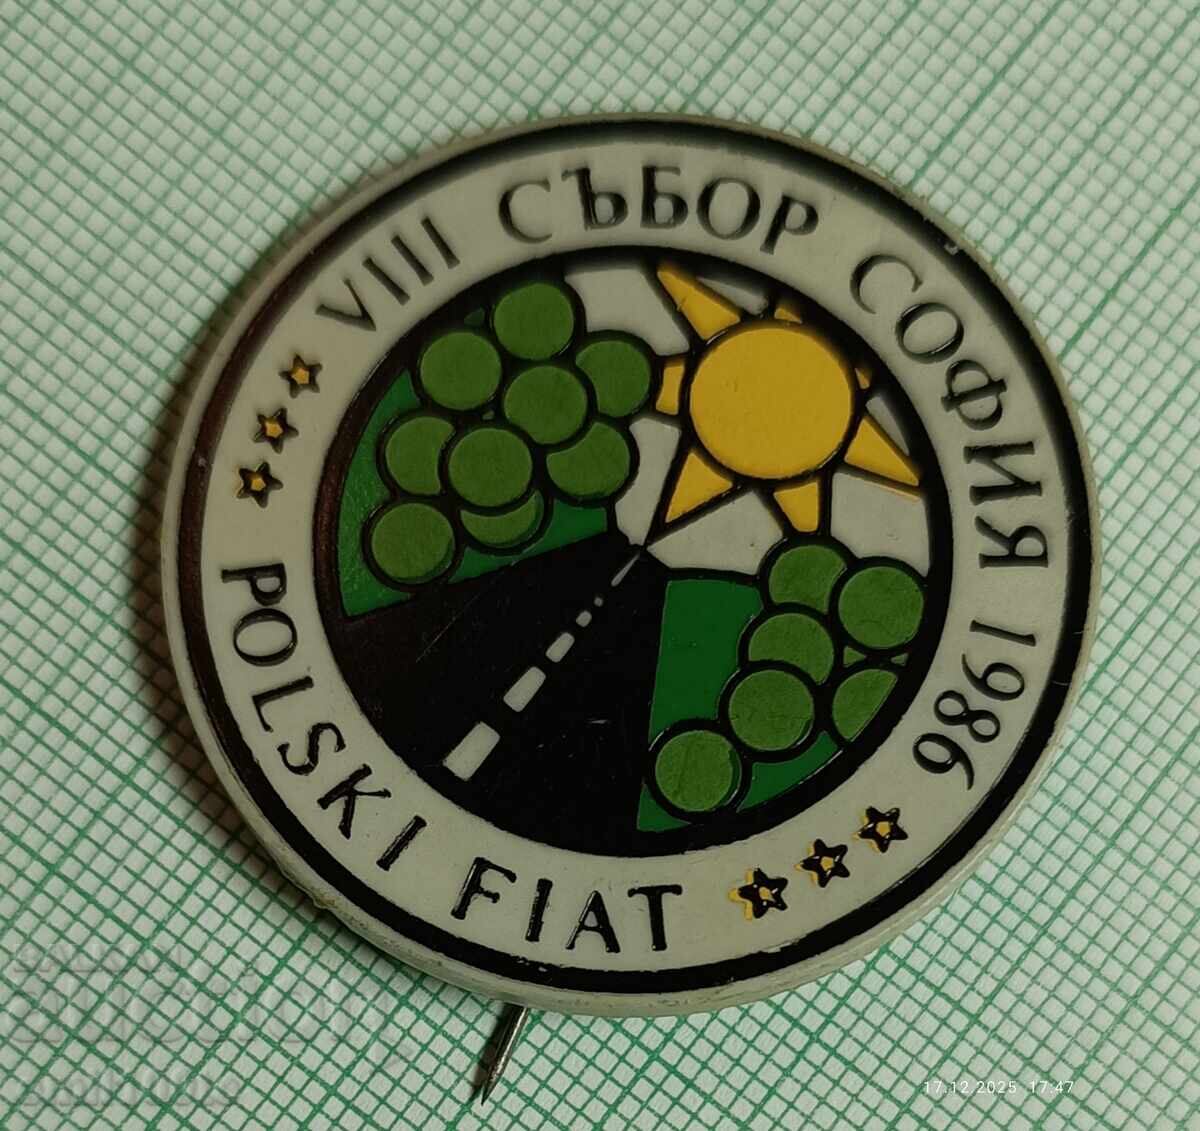 VIII СЪБОР СОФИЯ 1986
POLSKI FIAT
17.12.2025 17:47